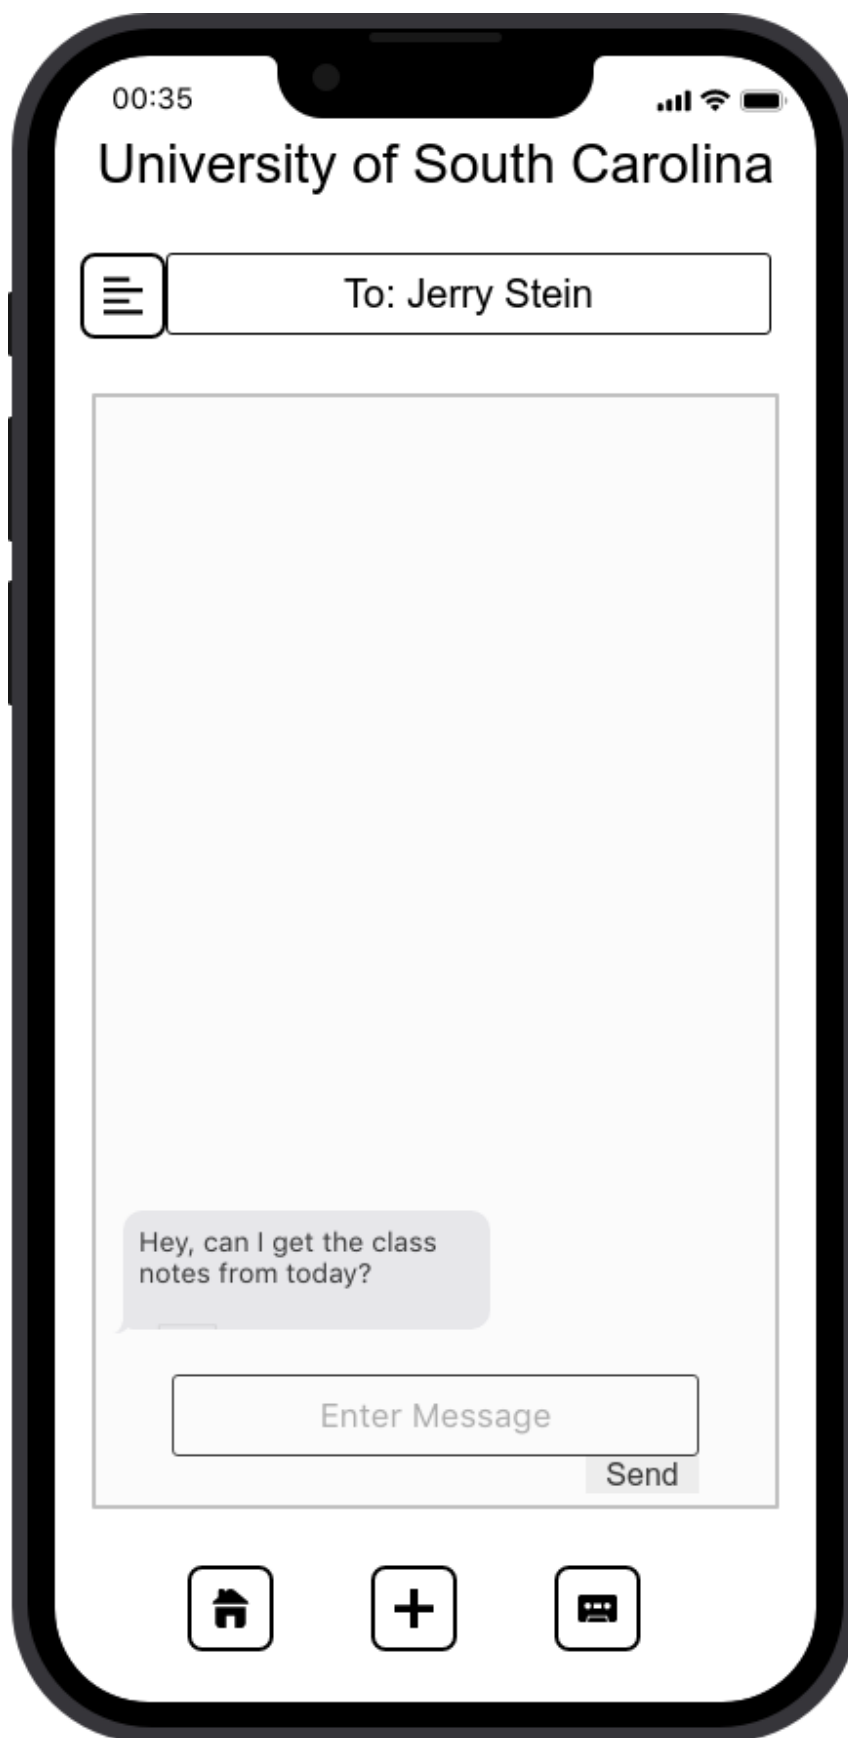 00:35
University of South Carolina
To: Jerry Stein
Hey, can I get the class
notes from today?
Enter Message
Send